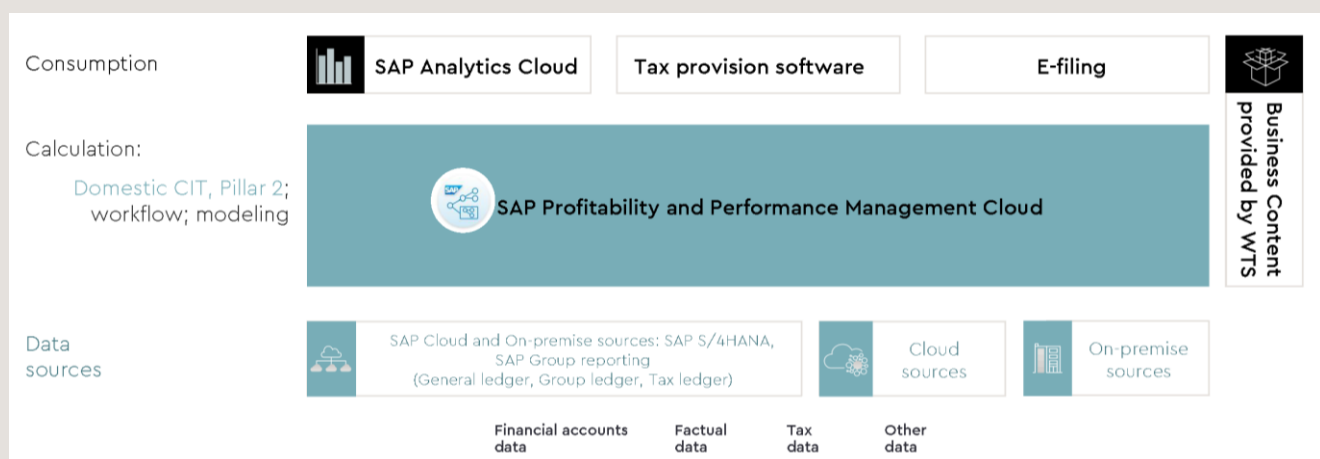 Consumption
SAP Analytics Cloud
Tax provision software
E-filing
Business Content
provided by WTS
Calculation:
Domestic CIT, Pillar 2;
workflow; modeling
SAP
SAP Profitability and Performance Management Cloud
Data
sources
SAP Cloud and On-premise sources: SAP S/4HANA,
SAP Group reporting
(General ledger, Group ledger, Tax ledger)
Cloud
sources
On-premise
sources
Financial accounts
data
Factual
data
Tax
data
Other
data